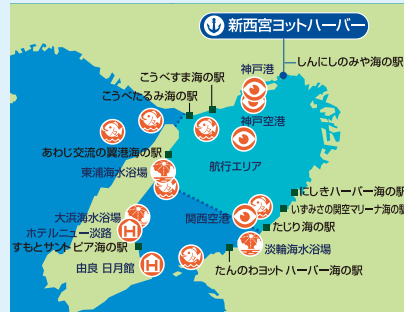 新西宮ヨットハーバー
しんにしのみや海の駅
神戸港
こうべすま海の駅
こうべたるみ海の駅
神戸空港
あわじ交流の翼港海の駅
航行エリア
東浦海水浴場
にしきハーバー海の駅
いずみさの関空マリーナ海の駅
大浜海水浴場
関西空港
たじり海の駅
ホテルニュー淡路
H
すもとサントピア海の駅
淡輪海水浴場
由良 日月館
H
たんのわヨットハーバー海の駅